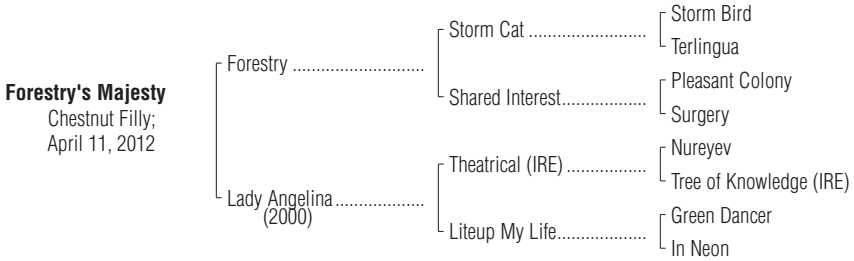 Forestry's Majesty
Chestnut Filly;
April 11, 2012
Forestry ............................
Lady Angelina...................
(2000)
Storm Cat .........................
Shared Interest..................
Theatrical (IRE) .................
Liteup My Life...................
Storm Bird
Terlingua
Pleasant Colony
Surgery
Nureyev
Tree of Knowledge (IRE)
Green Dancer
In Neon